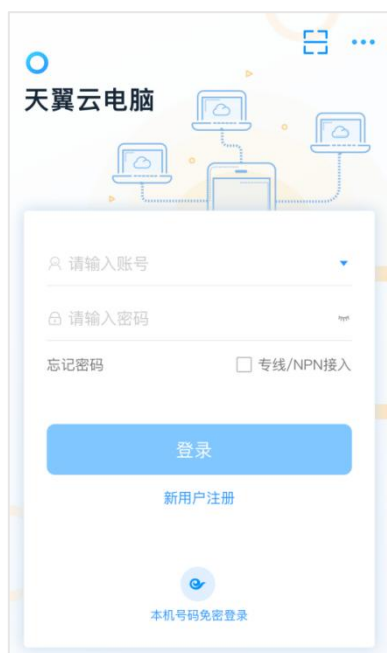 天翼云电脑
请输入账号
请输入密码
忘记密码
专线/NPN接入
登录
新用户注册
本机号码免密登录